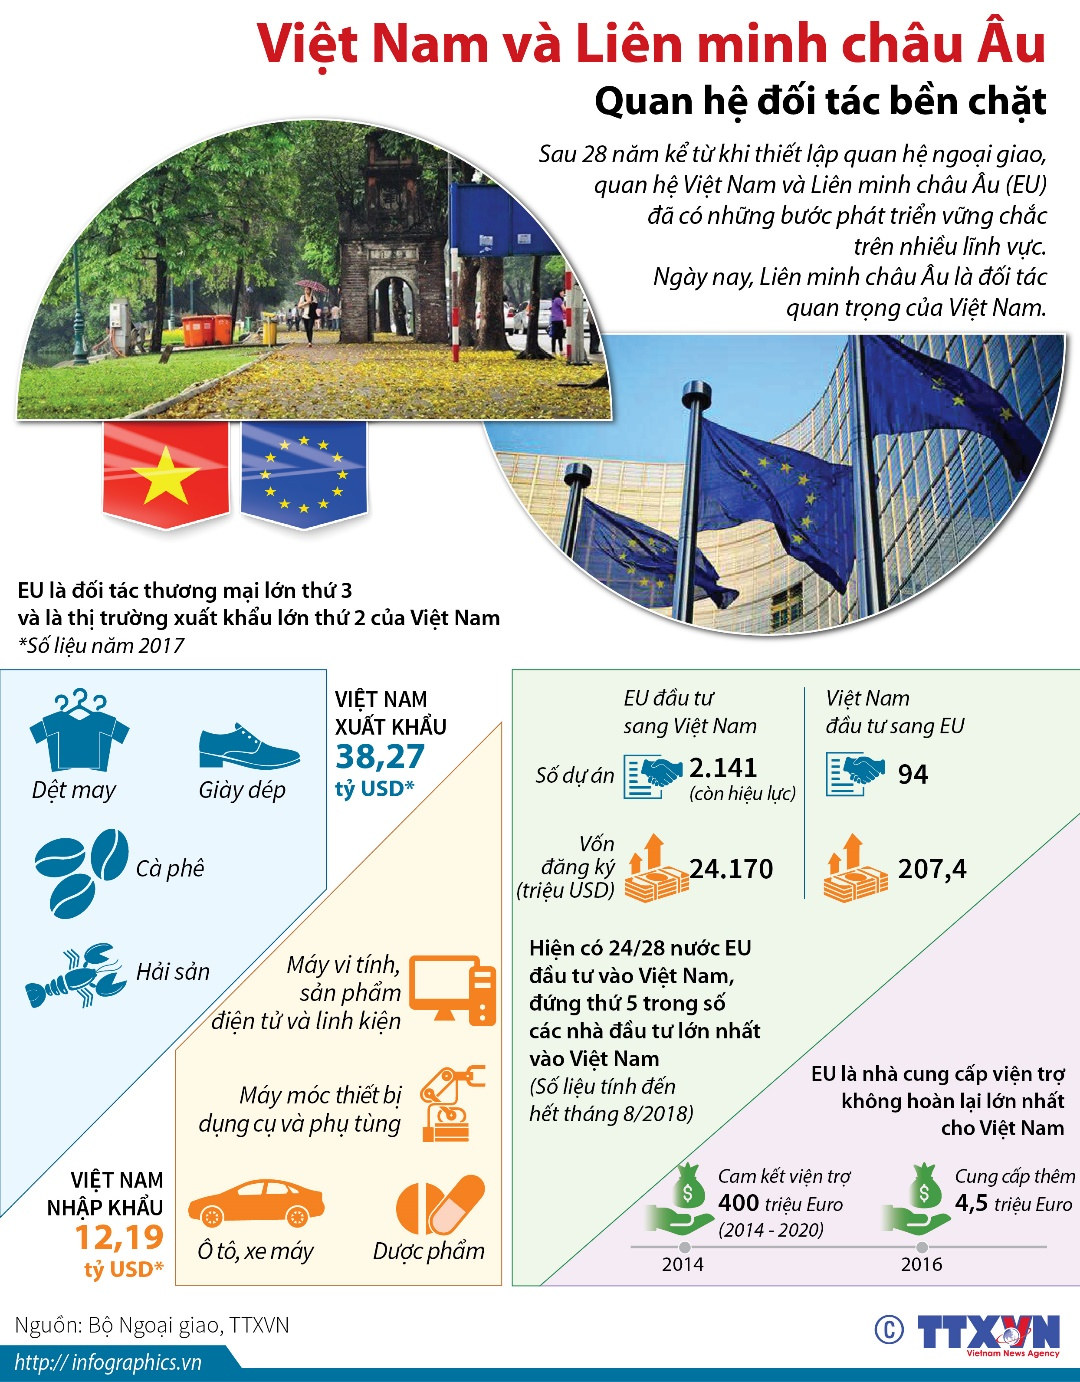 Việt Nam và Liên minh châu Âu
Quan hệ đối tác bền chặt
Sau 28 năm kể từ khi thiết lập quan hệ ngoại giao,
quan hệ Việt Nam và Liên minh châu Âu (EU)
đã có những bước phát triển vững chắc
trên nhiều lĩnh vực.
Ngày nay, Liên minh châu Âu là đối tác
quan trọng của Việt Nam.
EU là đối tác thương mại lớn thứ 3
và là thị trường xuất khẩu lớn thứ 2 của Việt Nam
*Số liệu năm 2017
VIỆT NAM
XUẤT KHẨU
38,27
tỷ USD*
Dệt may
Giày dép
Cà phê
Hải sản
Máy vi tính,
sản phẩm
điện tử và linh kiện
Máy móc thiết bị
dụng cụ và phụ tùng
Ô tô, xe máy
Dược phẩm
VIỆT NAM
NHẬP KHẨU
12,19
tỷ USD*
EU đầu tư
sang Việt Nam
Việt Nam
đầu tư sang EU
Số dự án
2.141
(còn hiệu lực)
94
Vốn
đăng ký
(triệu USD)
24.170
207,4
Hiện có 24/28 nước EU
đầu tư vào Việt Nam,
đứng thứ 5 trong số
các nhà đầu tư lớn nhất
vào Việt Nam
(Số liệu tính đến
hết tháng 8/2018)
EU là nhà cung cấp viện trợ
không hoàn lại lớn nhất
cho Việt Nam
$
Cam kết viện trợ
400 triệu Euro
(2014 - 2020)
2014
$
Cung cấp thêm
4,5 triệu Euro
2016
Nguồn: Bộ Ngoại giao, TTXVN
http:// infographics.vn
© TTXVN
Vietnam News Agency